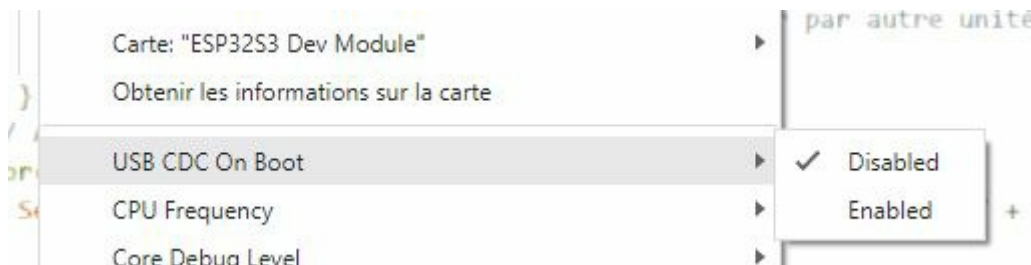 par autre unité
Carte: "ESP32S3 Dev Module"
Obtenir les informations sur la carte
}
USB CDC On Boot
Disabled
CPU Frequency
Enabled
+
Core Debug Level